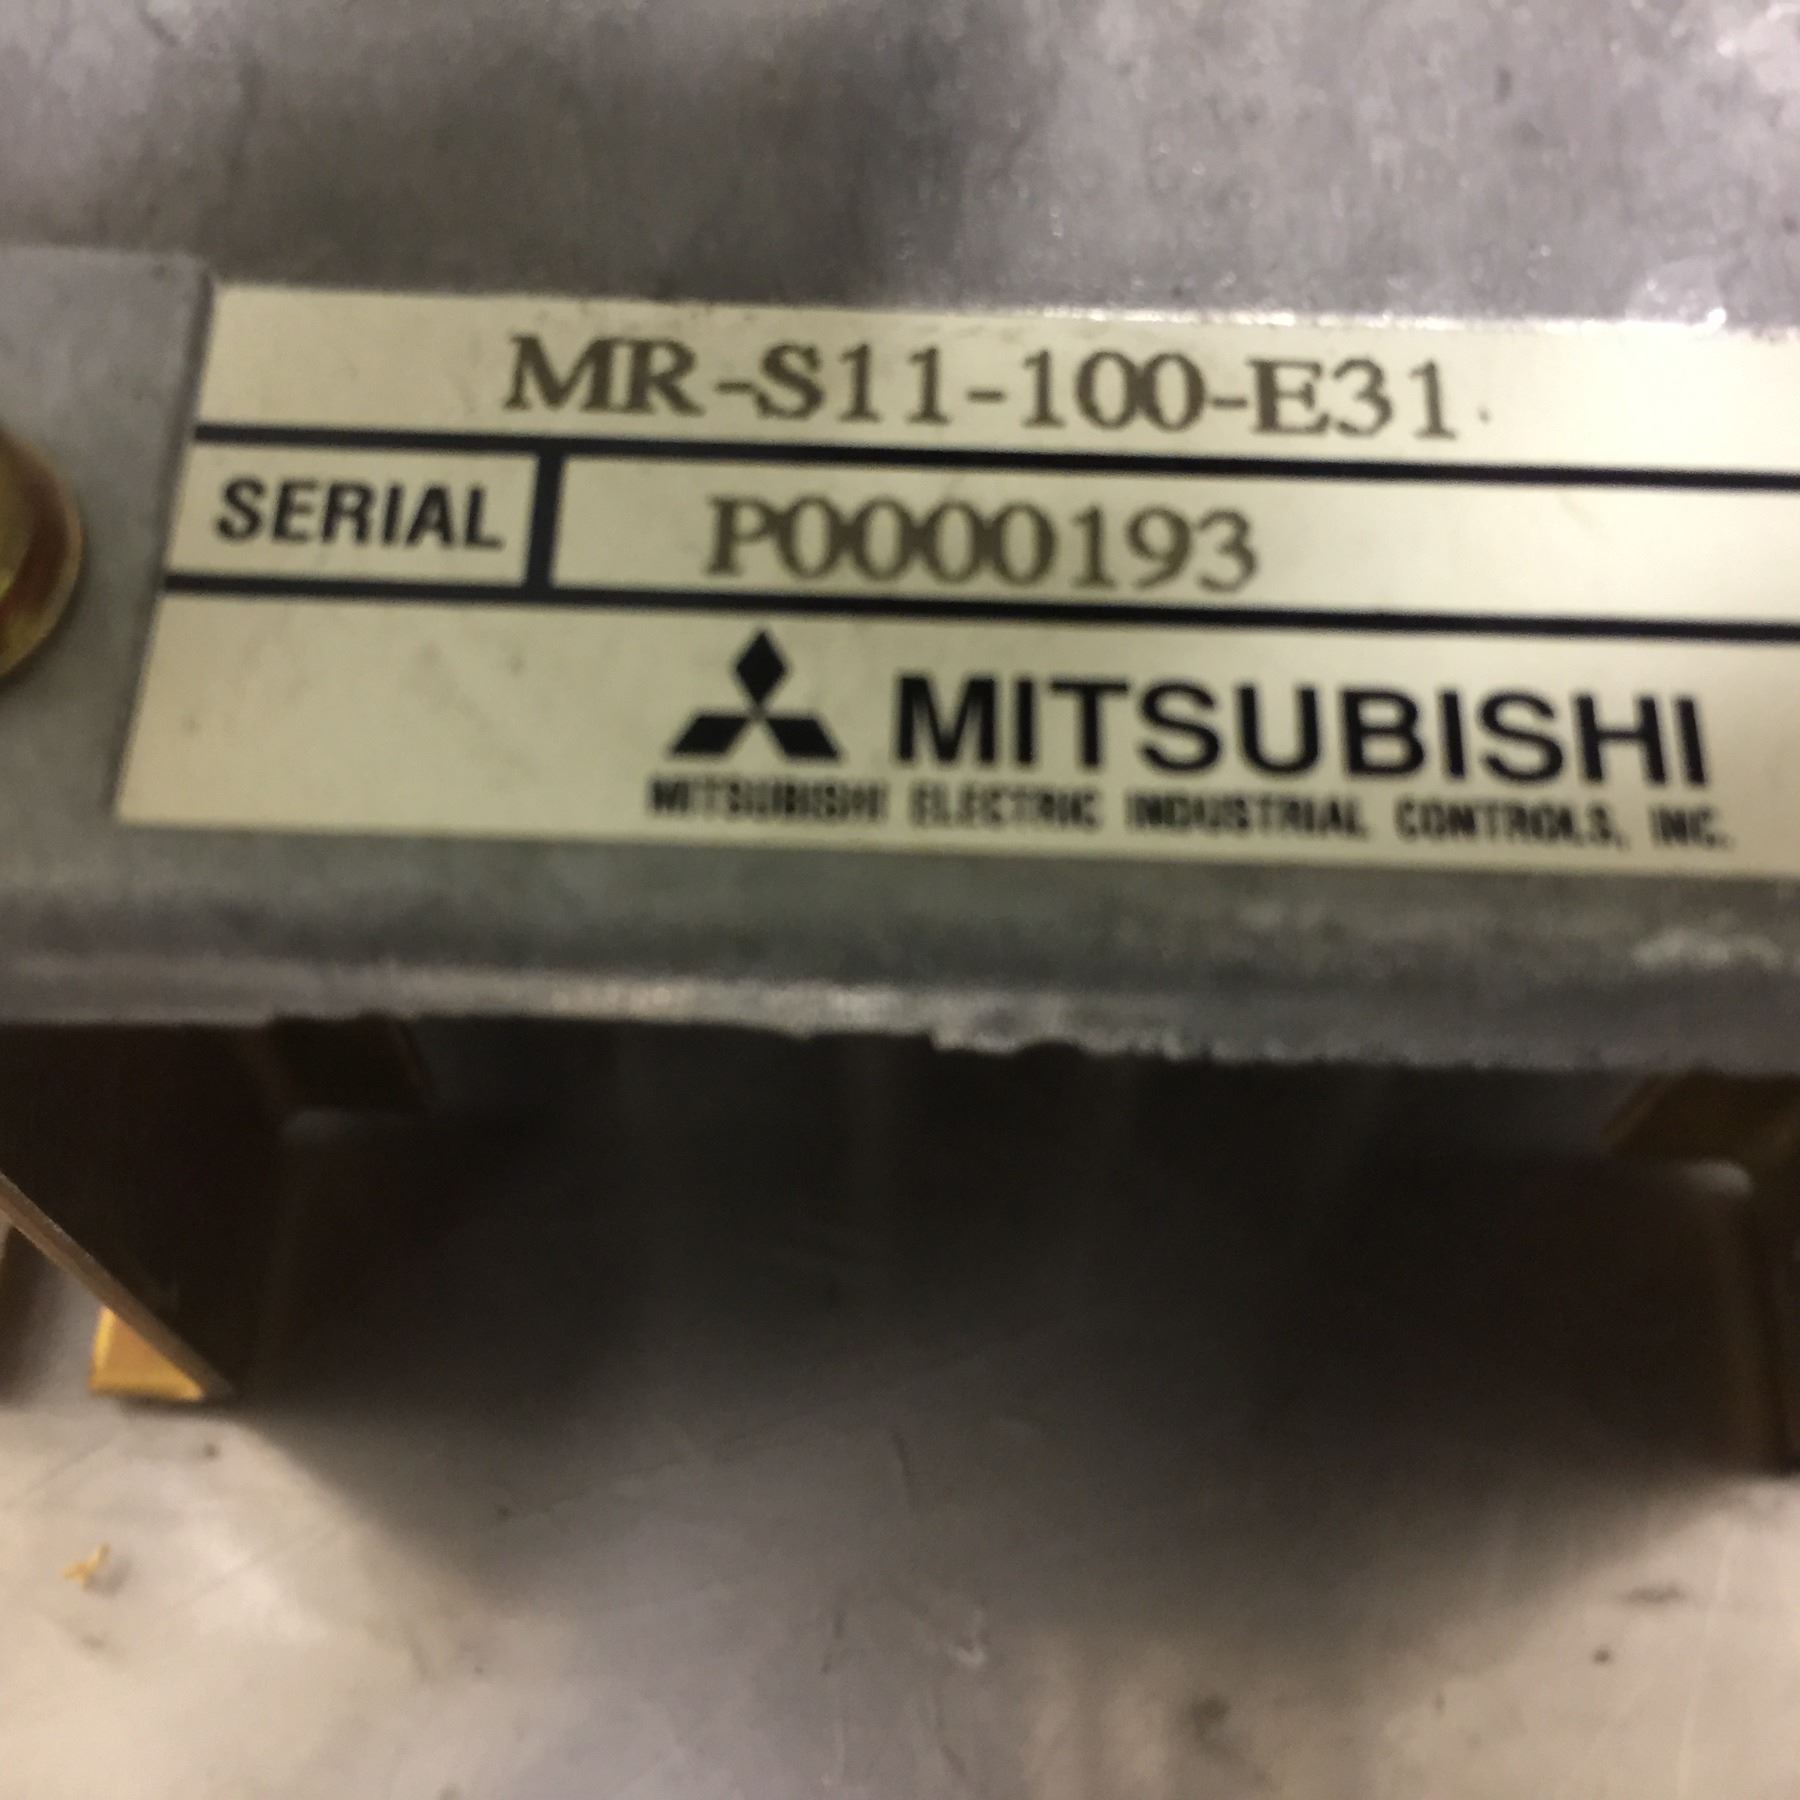 MR-S11-100-E31
SERIAL P0000193
MITSUBISHI
MITSUBISHI ELECTRIC INDUSTRIAL CONTROLS, INC.